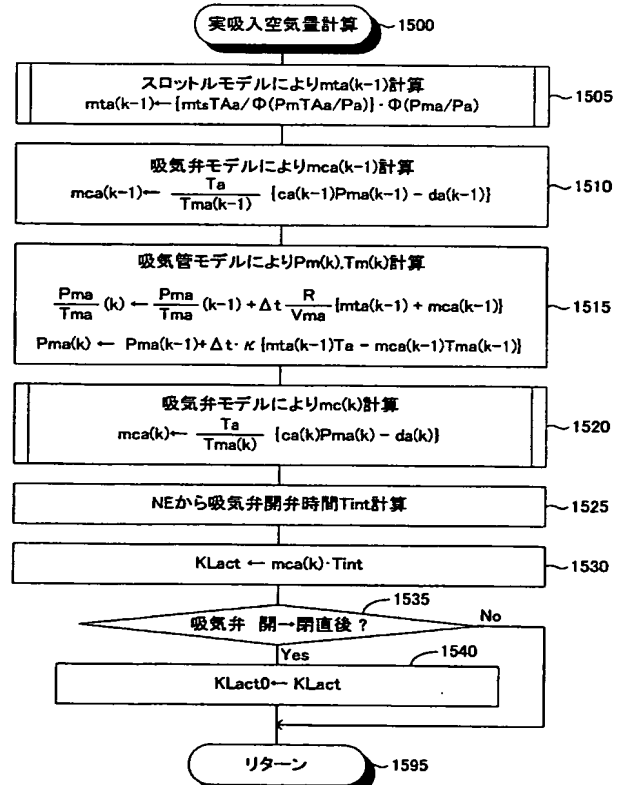 実吸入空気量計算
1500
スロットルモデルによりmta(k-1)計算
mta(k-1)←{mtsTAa/Φ(PmTAa/Pa)}・Φ(Pma/Pa)
1505
吸気弁モデルによりmca(k-1)計算
mca(k-1)← Ta/Tma(k-1) {ca(k-1)Pma(k-1) - da(k-1)}
1510
吸気管モデルによりPm(k).Tm(k)計算
Pma/Tma (k) ← Pma/Tma (k-1) + Δt R/Vma {mta(k-1) + mca(k-1)}
Pma(k) ← Pma(k-1)+Δt・κ {mta(k-1)Ta - mca(k-1)Tma(k-1)}
1515
吸気弁モデルによりmc(k)計算
mca(k)← Ta/Tma(k) {ca(k)Pma(k) - da(k)}
1520
NEから吸気弁開弁時間Tint計算
1525
KLact ← mca(k)・Tint
1530
1535
吸気弁 開→閉直後？
No
Yes
1540
KLact0← KLact
リターン
1595